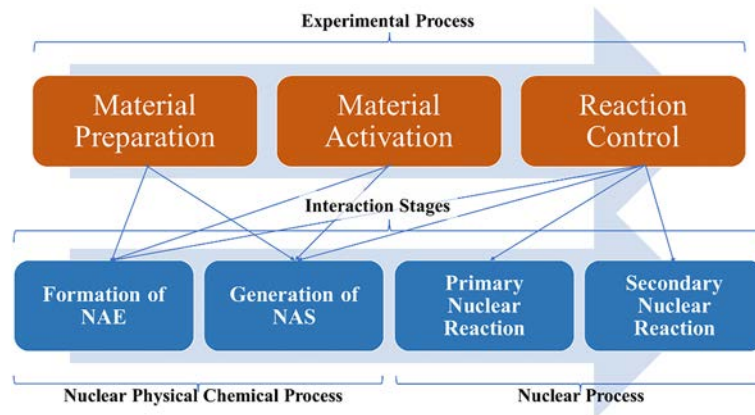 Experimental Process
Material
Preparation
Material
Activation
Reaction
Control
Interaction Stages
Formation of
NAE
Generation of
NAS
Primary
Nuclear
Reaction
Secondary
Nuclear
Reaction
Nuclear Physical Chemical Process
Nuclear Process